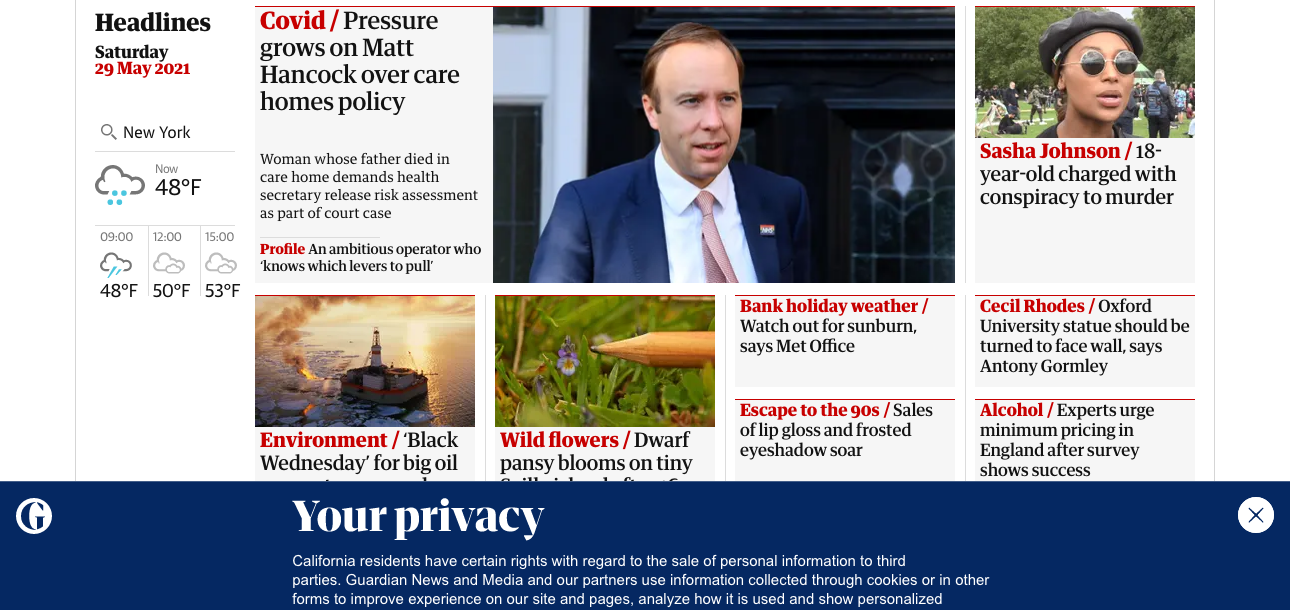 Headlines
Saturday
29 May 2021
New York
Now
48°F
09:00
12:00
15:00
48°F
50°F
53°F
Covid / Pressure
grows on Matt
Hancock over care
homes policy
Woman whose father died in
care home demands health
secretary release risk assessment
as part of court case
Profile An ambitious operator who
‘knows which levers to pull’
NHS
Sasha Johnson / 18-
year-old charged with
conspiracy to murder
Environment / ‘Black
Wednesday’ for big oil
Wild flowers / Dwarf
pansy blooms on tiny
Bank holiday weather /
Watch out for sunburn,
says Met Office
Escape to the 90s / Sales
of lip gloss and frosted
eyeshadow soar
Cecil Rhodes / Oxford
University statue should be
turned to face wall, says
Antony Gormley
Alcohol / Experts urge
minimum pricing in
England after survey
shows success
Your privacy
California residents have certain rights with regard to the sale of personal information to third
parties. Guardian News and Media and our partners use information collected through cookies or in other
forms to improve experience on our site and pages, analyze how it is used and show personalized